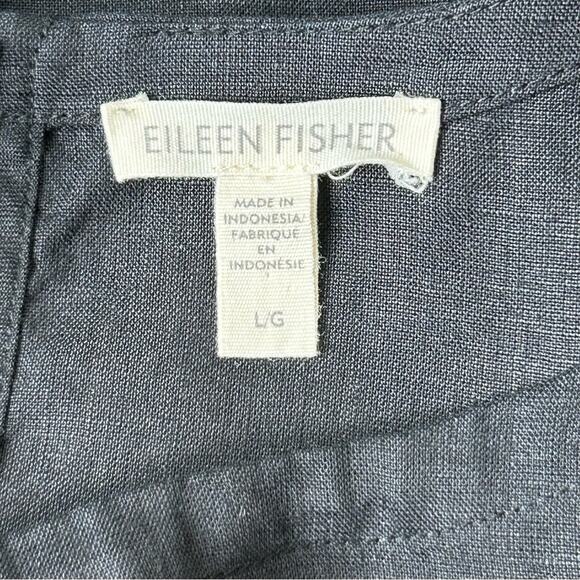 EILEEN FISHER
MADE IN
INDONESIA/
FABRIQUE
EN
INDONÉSIE
L/G